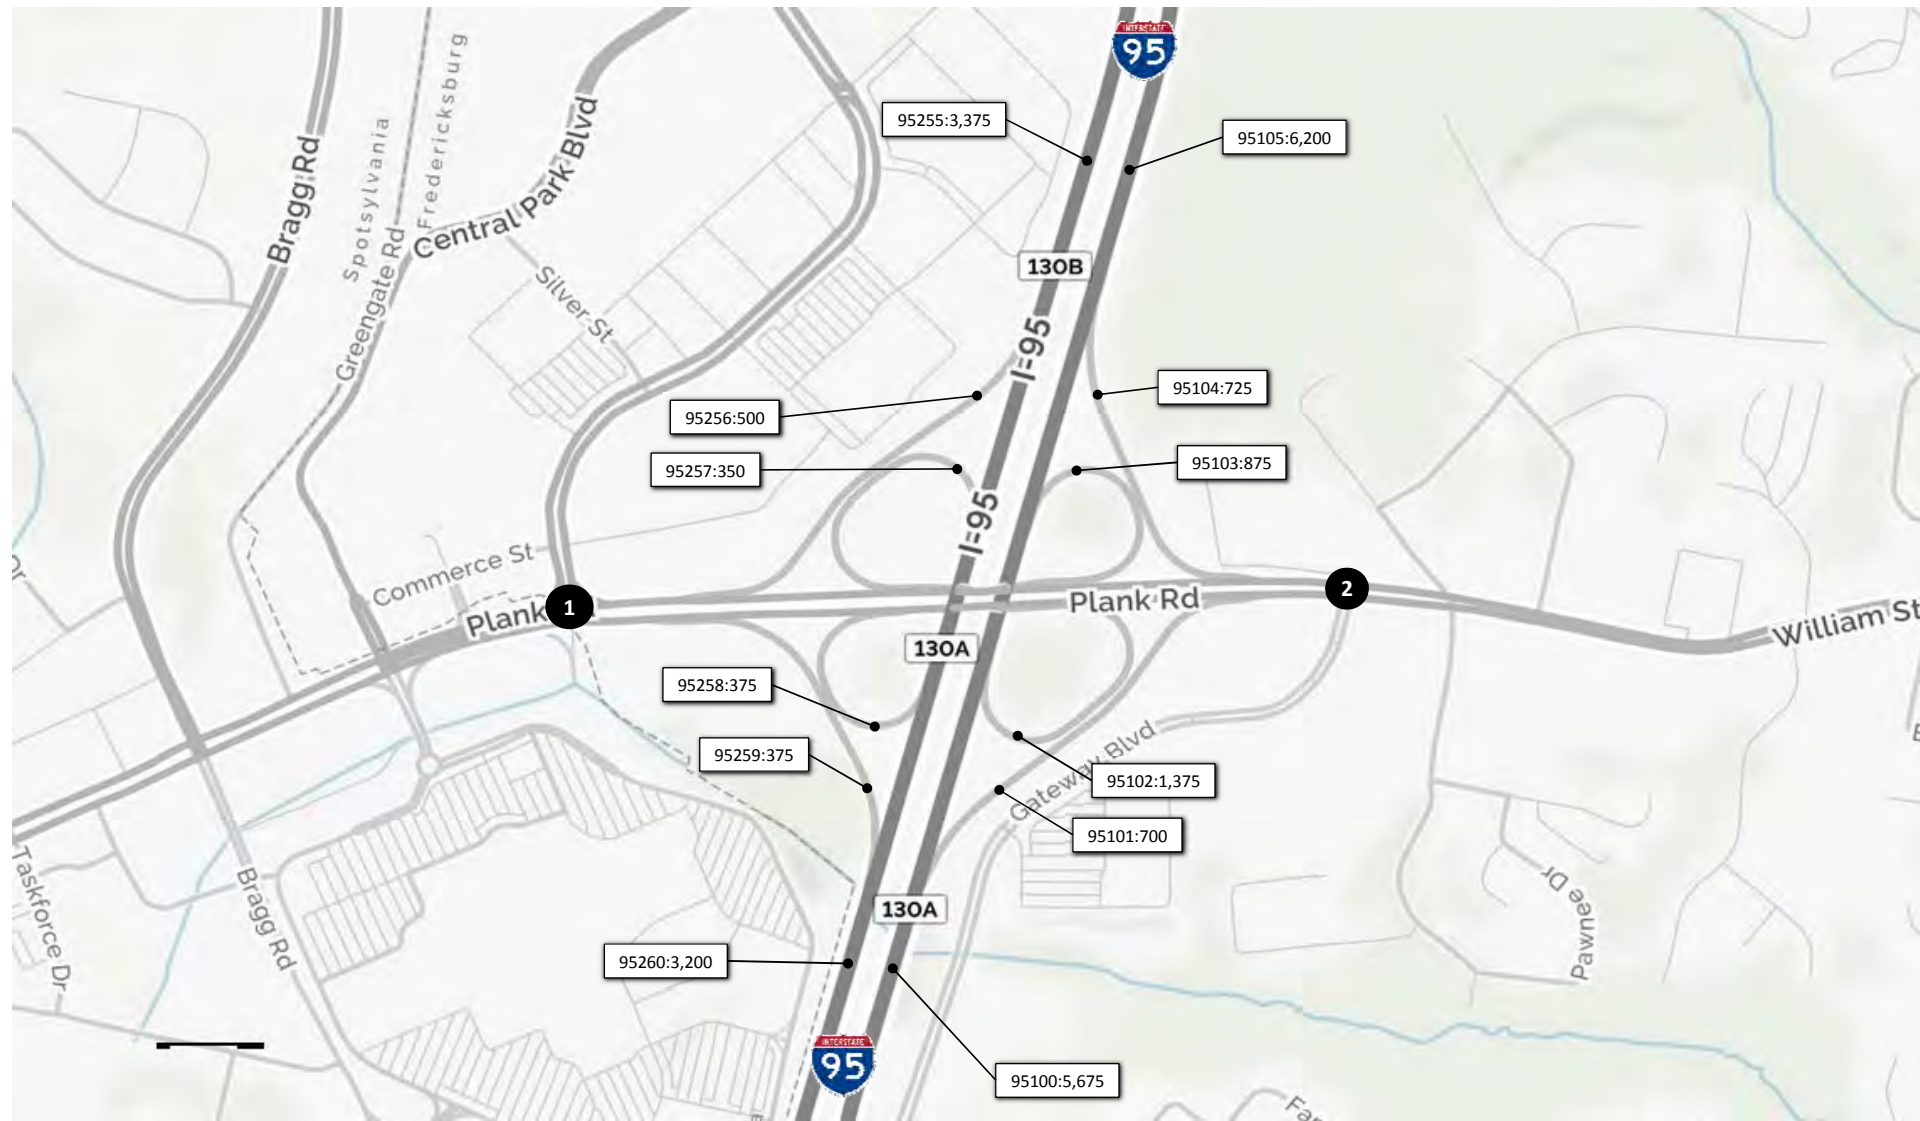 INTERSTATE
95
95255:3,375
95105:6,200
Bragg Rd
Spotsylvania
Fredericksburg
Central Park Blvd
Greengate Rd
Silver St
130B
I-95
95256:500
95104:725
95257:350
95103:875
I-95
Commerce St
Dr
Plank
1
Plank Rd
2
William St
130A
95258:375
95259:375
Gateway Blvd
95102:1,375
95101:700
Taskforce Dr
Bragg Rd
130A
Pawnee Dr
95260:3,200
INTERSTATE
95
95100:5,675